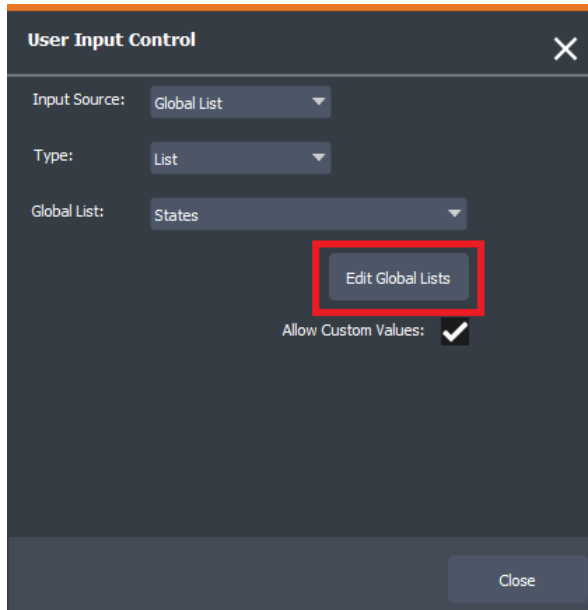 User Input Control
Input Source: Global List
Type: List
Global List: States
Edit Global Lists
Allow Custom Values:
Close